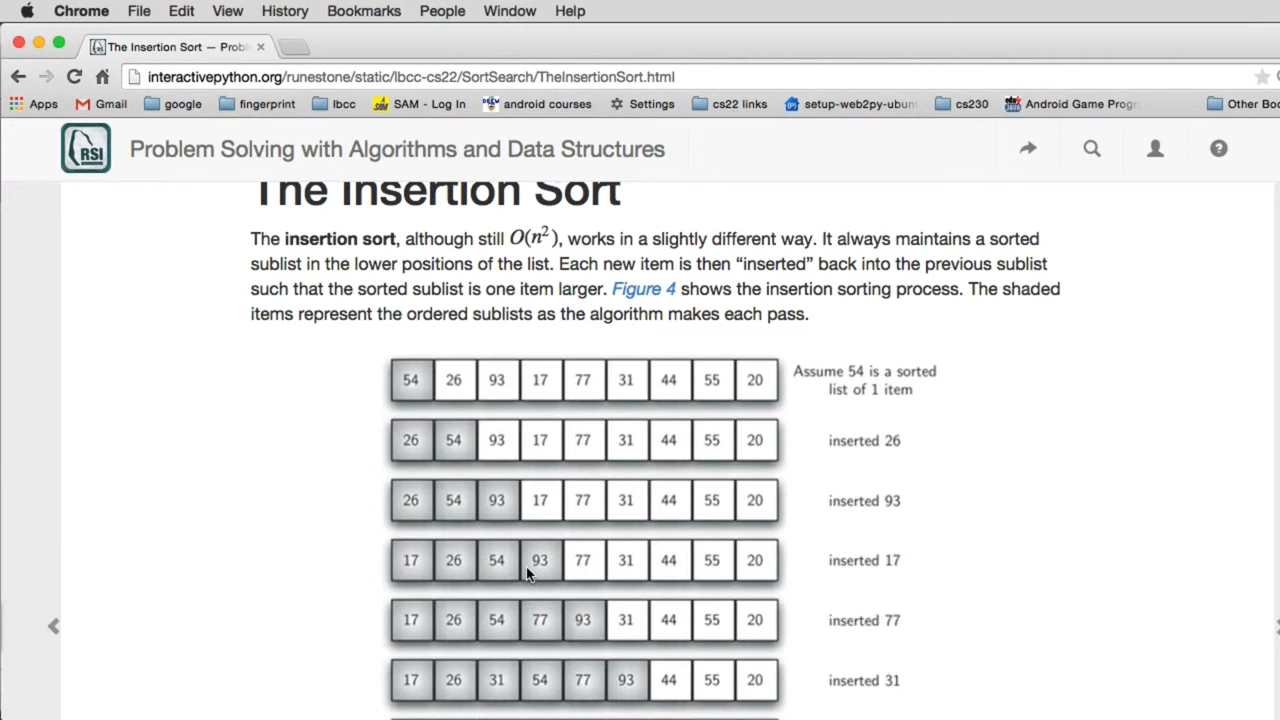 Chrome File Edit View History Bookmarks People Window Help
The Insertion Sort — Probl
interactivepython.org/runestone/static/lbcc-cs22/SortSearch/TheInsertionSort.html
Apps Gmail google fingerprint lbcc SAM - Log In android courses Settings cs22 links setup-web2py-ubunt cs230 Android Game Progr Other Boo
RSI Problem Solving with Algorithms and Data Structures
The Insertion Sort
The insertion sort, although still O(n²), works in a slightly different way. It always maintains a sorted
sublist in the lower positions of the list. Each new item is then “inserted” back into the previous sublist
such that the sorted sublist is one item larger. Figure 4 shows the insertion sorting process. The shaded
items represent the ordered sublists as the algorithm makes each pass.
54 26 93 17 77 31 44 55 20 Assume 54 is a sorted
list of 1 item
26 54 93 17 77 31 44 55 20 inserted 26
26 54 93 17 77 31 44 55 20 inserted 93
17 26 54 93 77 31 44 55 20 inserted 17
17 26 54 77 93 31 44 55 20 inserted 77
17 26 31 54 77 93 44 55 20 inserted 31